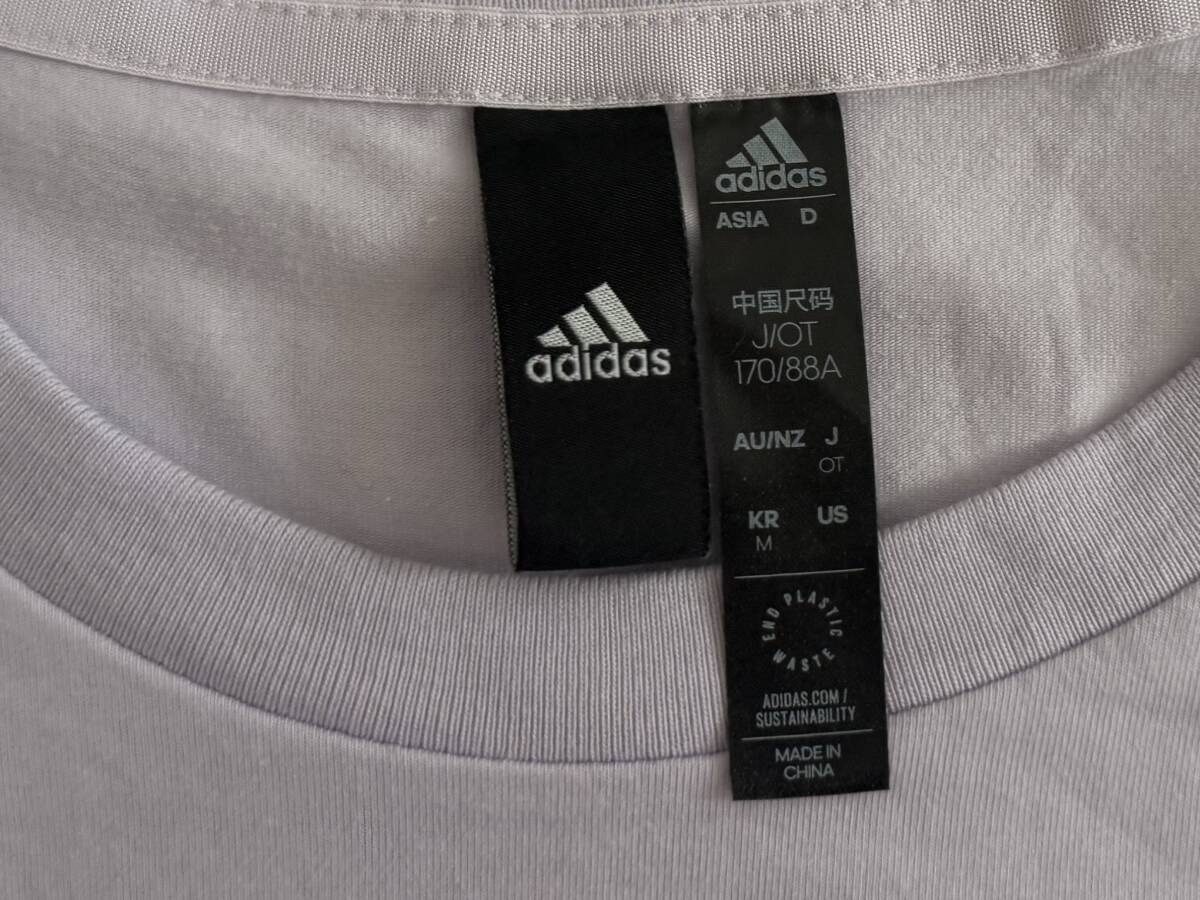 adidas
adidas
ASIA D
中国尺码
J/OT
170/88A
AU/NZ J
OT
KR US
M
END PLASTIC WASTE
ADIDAS.COM /
SUSTAINABILITY
MADE IN
CHINA